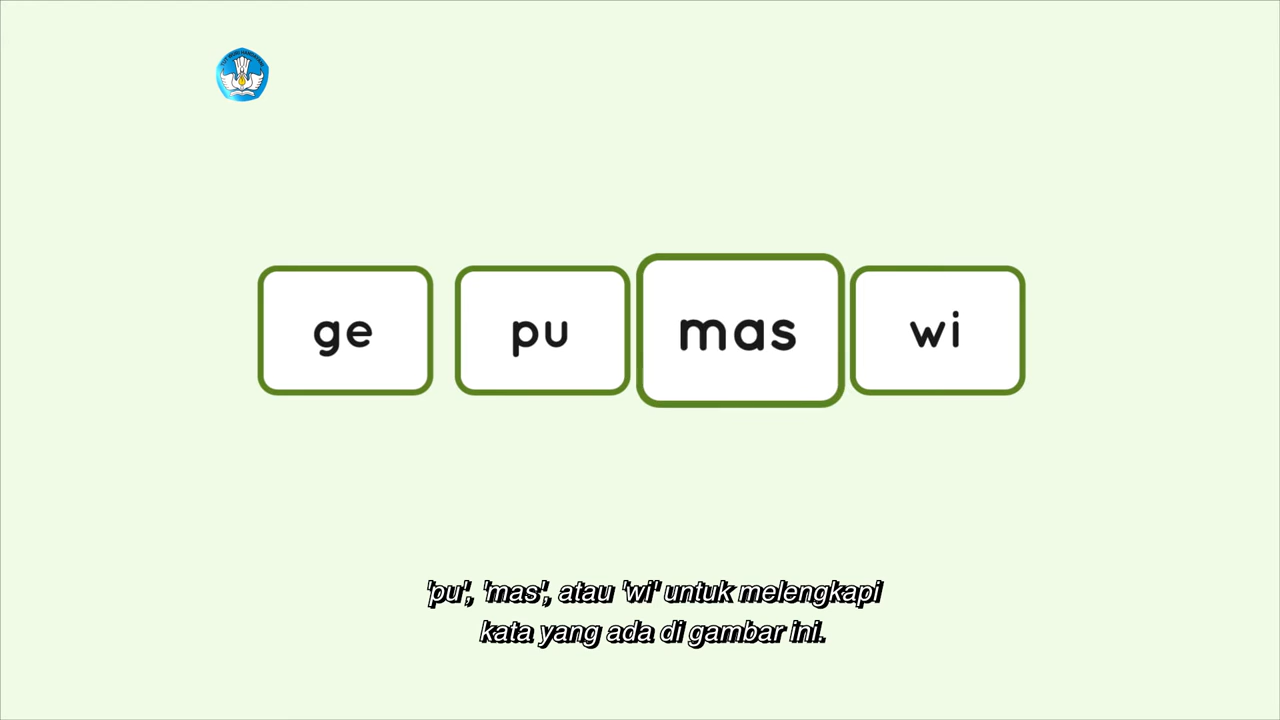 ge pu mas wi
'pu', 'mas', atau 'wi' untuk melengkapi
kata yang ada di gambar ini.